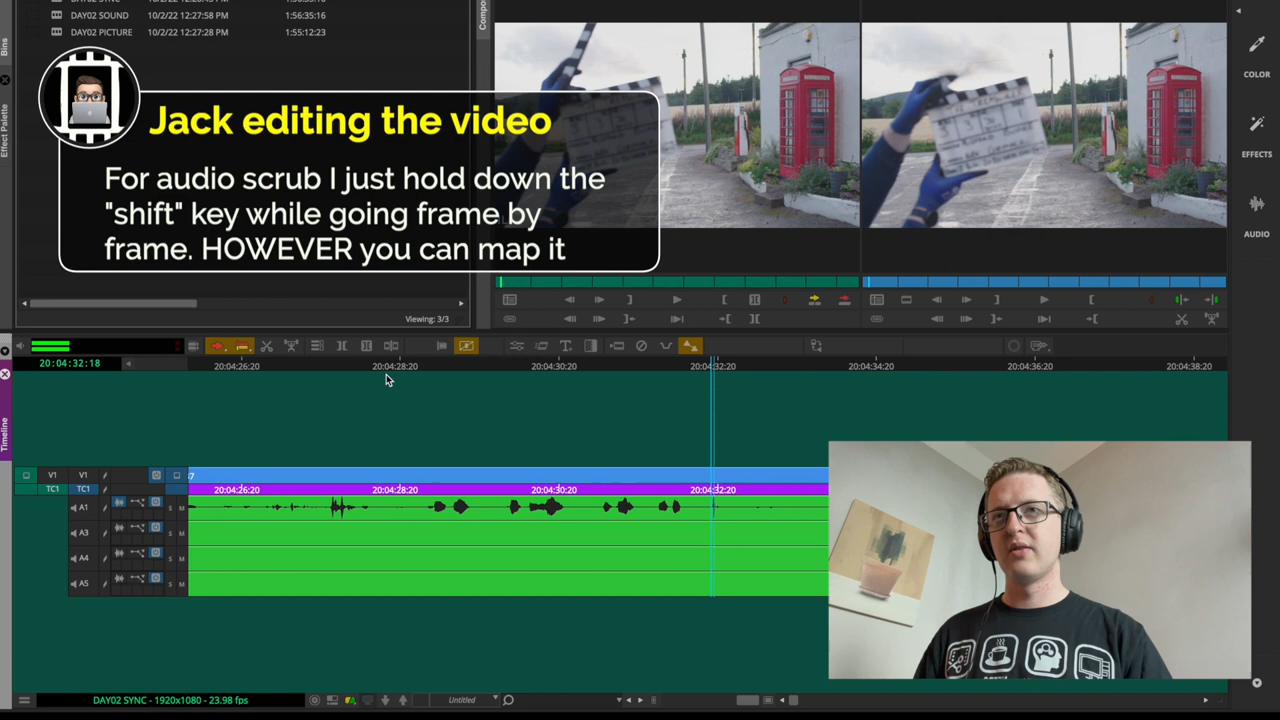 DAY02 SOUND 10/2/22 12:27:58 PM 1:56:35:16
DAY02 PICTURE 10/2/22 12:27:28 PM 1:55:12:23
Bins
Effect Palette
Compo
Jack editing the video
For audio scrub I just hold down the
"shift" key while going frame by
frame. HOWEVER you can map it
COLOR
EFFECTS
AUDIO
Viewing: 3/3
20:04:32:18
20:04:26:20 20:04:28:20 20:04:30:20 20:04:32:20 20:04:34:20 20:04:36:20 20:04:38:20
Timeline
V1 V1
TC1 TC1 20:04:26:20 20:04:28:20 20:04:30:20 20:04:32:20
A1 S M
A3 S M
A4 S M
A5 S M
DAY02 SYNC - 1920x1080 - 23.98 fps Untitled